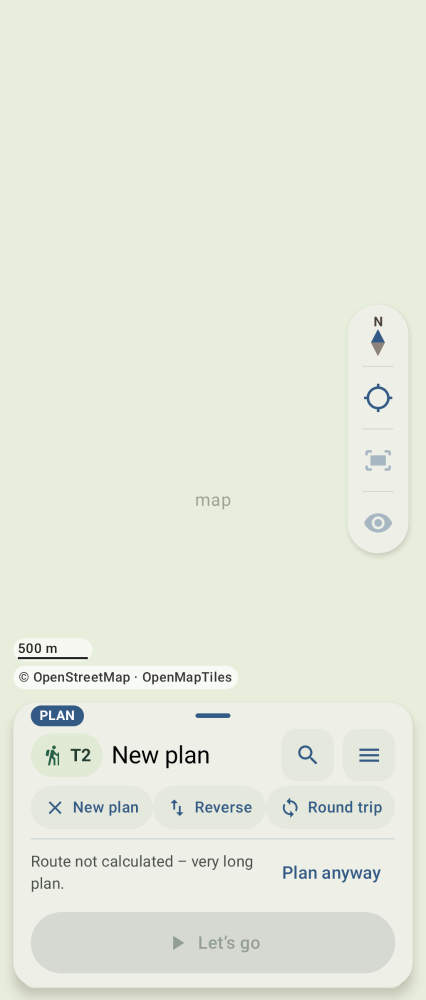 N
map
500 m
© OpenStreetMap · OpenMapTiles
PLAN
T2 New plan
New plan Reverse Round trip
Route not calculated – very long
plan.
Plan anyway
Let’s go